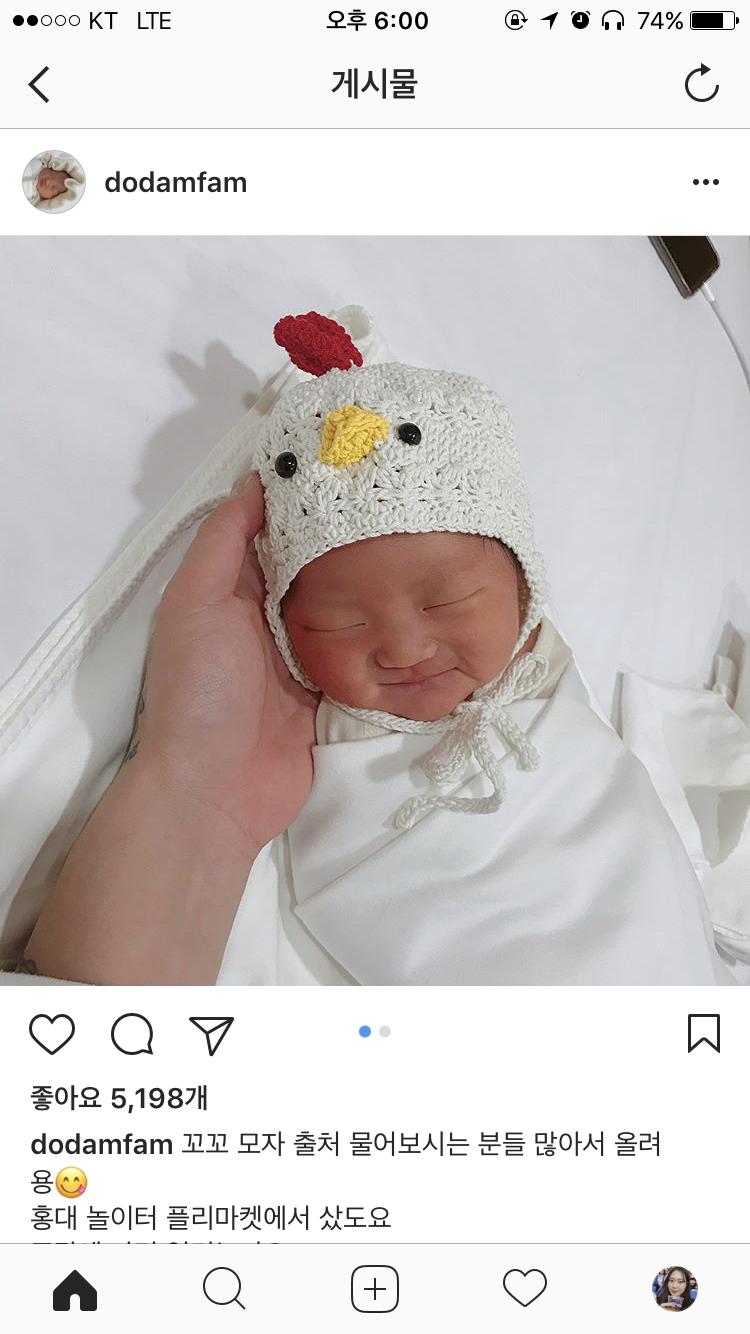 KT LTE 오후 6:00 74%
게시물
dodamfam
좋아요 5,198개
dodamfam 꼬꼬 모자 출처 물어보시는 분들 많아서 올려
용😋
홍대 놀이터 플리마켓에서 샀도요